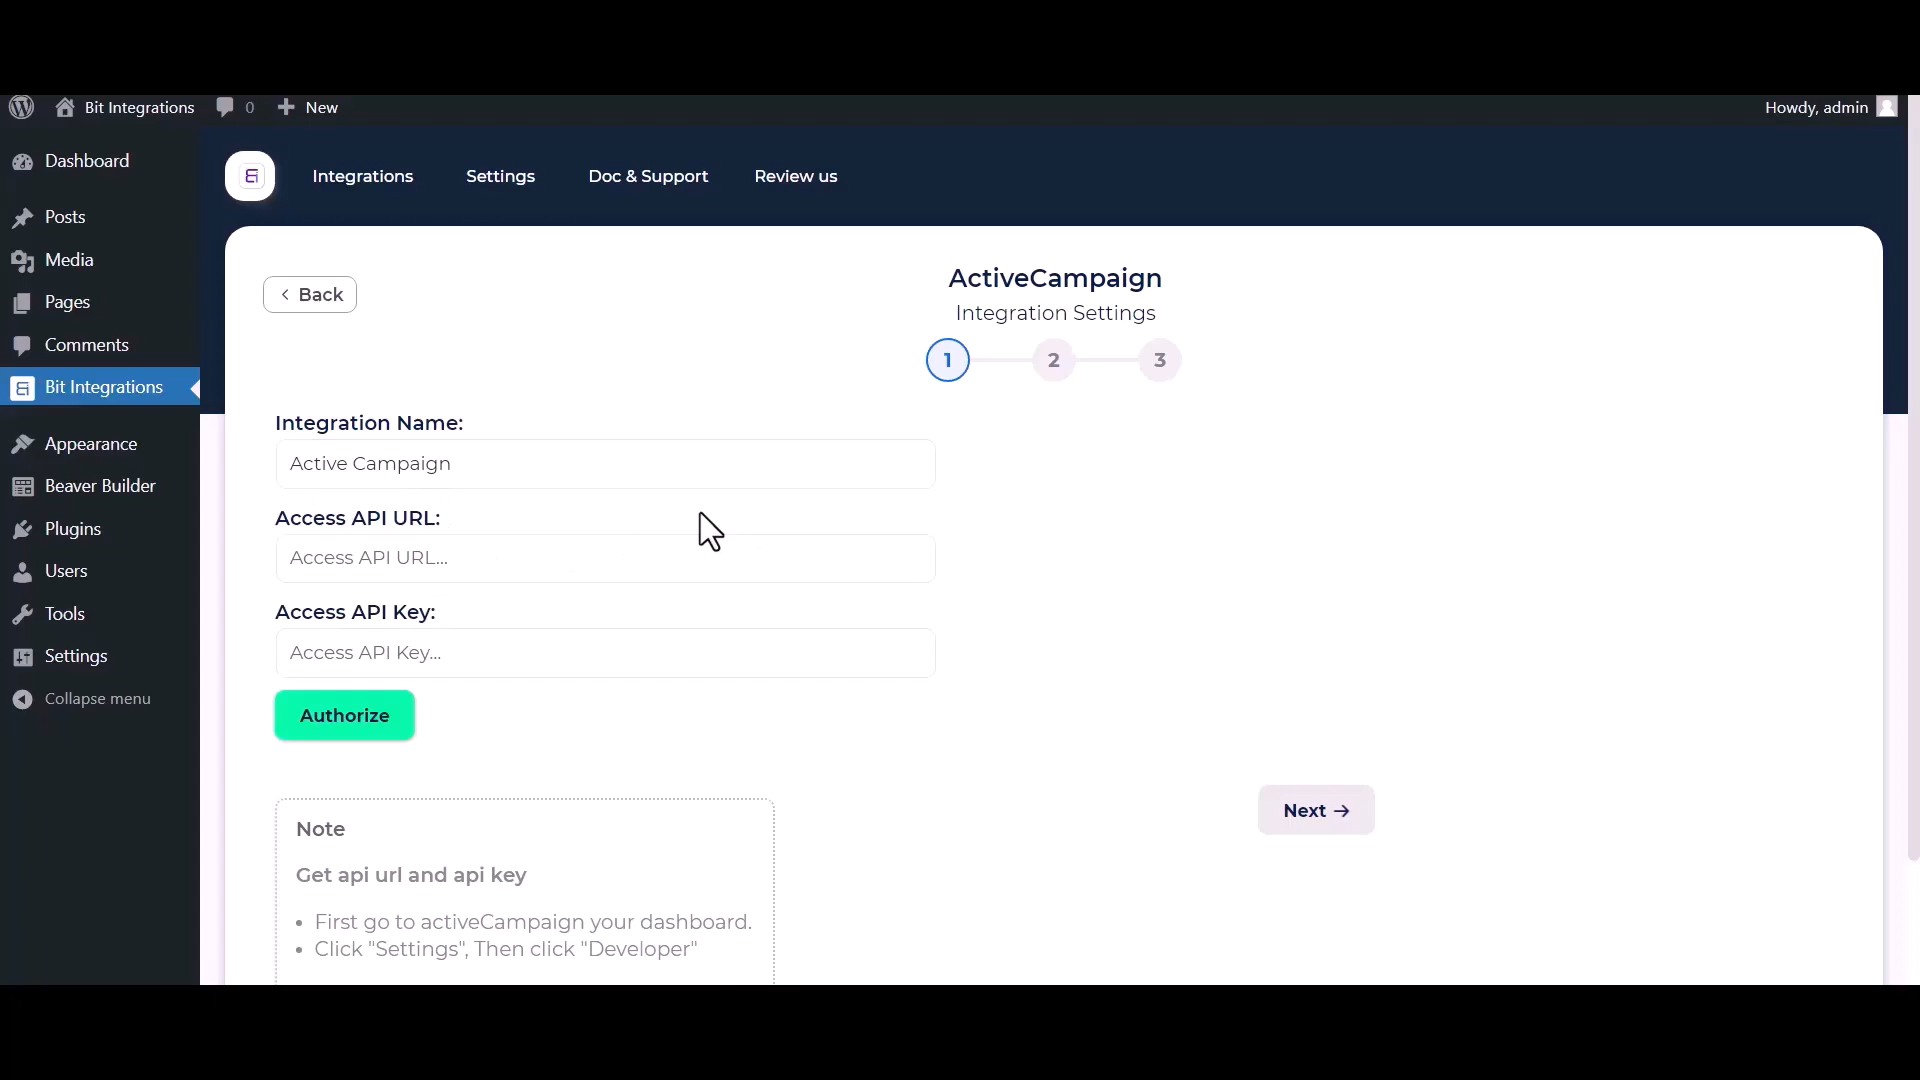 Bit Integrations
0
New
Howdy, admin
Dashboard
Posts
Media
Pages
Comments
Bit Integrations
Appearance
Beaver Builder
Plugins
Users
Tools
Settings
Collapse menu
Integrations
Settings
Doc & Support
Review us
Back
ActiveCampaign
Integration Settings
1
2
3
Integration Name:
Active Campaign
Access API URL:
Access API URL...
Access API Key:
Access API Key...
Authorize
Next
Note
Get api url and api key
First go to activeCampaign your dashboard.
Click "Settings", Then click "Developer"